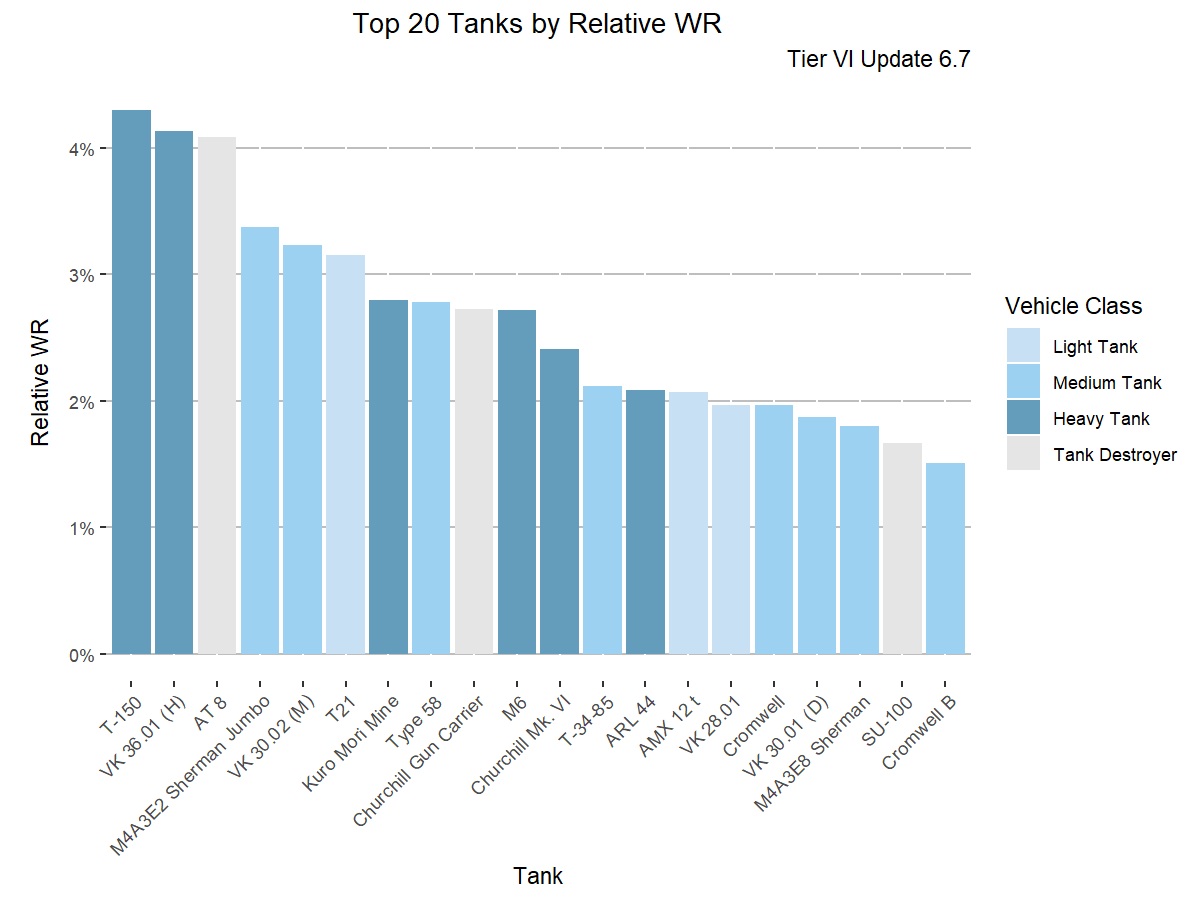 Top 20 Tanks by Relative WR
Tier VI Update 6.7
4%
3%
2%
1%
0%
Relative WR
T-150
VK 36.01 (H)
AT 8
M4A3E2 Sherman Jumbo
VK 30.02 (M)
T21
Kuro Mori Mine
Type 58
Churchill Gun Carrier
M6
Churchill Mk. VI
T-34-85
ARL 44
AMX 12 t
VK 28.01
Cromwell
VK 30.01 (D)
M4A3E8 Sherman
SU-100
Cromwell B
Tank
Vehicle Class
Light Tank
Medium Tank
Heavy Tank
Tank Destroyer